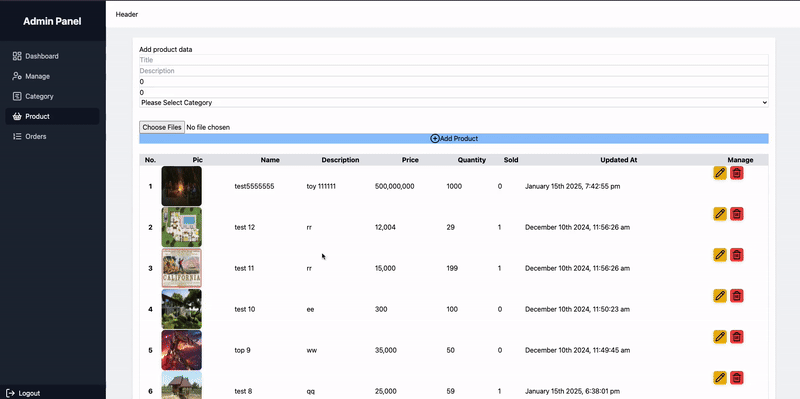 Admin Panel
Header
Dashboard
Manage
Category
Product
Orders
Logout
Add product data
Title
Description
0
0
Please Select Category
Choose Files No file chosen
Add Product
No. Pic Name Description Price Quantity Sold Updated At Manage
1 test5555555 toy 111111 500,000,000 1000 0 January 15th 2025, 7:42:55 pm
2 test 12 rr 12,004 29 1 December 10th 2024, 11:56:26 am
3 test 11 rr 15,000 199 1 December 10th 2024, 11:56:26 am
CALIFORNIA
4 test 10 ee 300 100 0 December 10th 2024, 11:50:23 am
5 top 9 ww 35,000 50 0 December 10th 2024, 11:49:45 am
6 test 8 qq 25,000 59 1 January 15th 2025, 6:38:01 pm